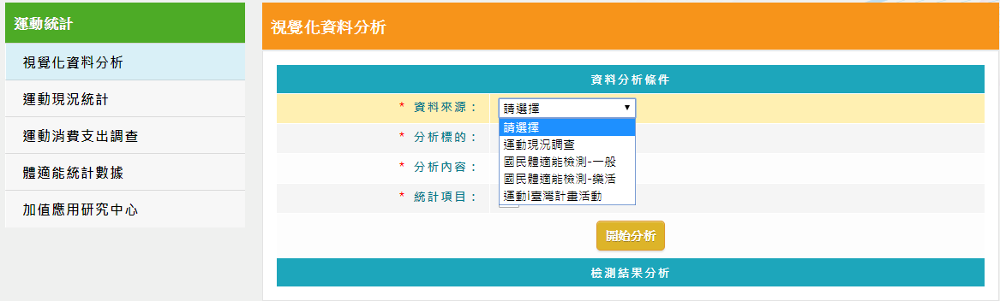 運動統計
視覺化資料分析
運動現況統計
運動消費支出調查
體適能統計數據
加值應用研究中心
視覺化資料分析
資料分析條件
* 資料來源：
請選擇
請選擇
運動現況調查
國民體適能檢測-一般
國民體適能檢測-樂活
運動i臺灣計畫活動
* 分析標的：
* 分析內容：
* 統計項目：
開始分析
檢測結果分析